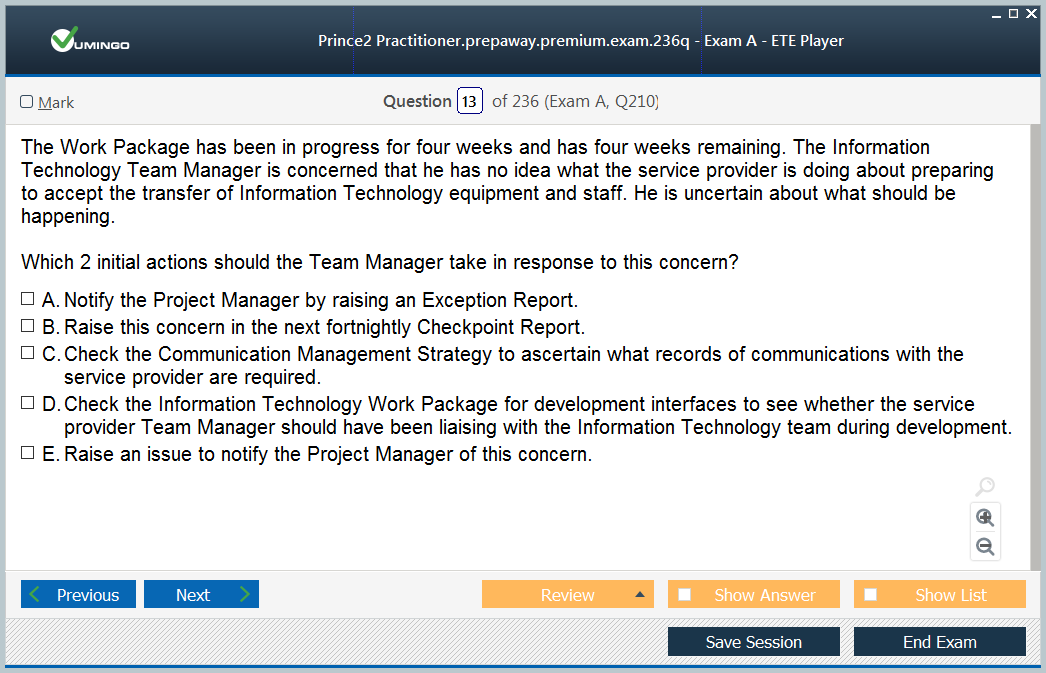 VUMINGO
Prince2 Practitioner.prepaway.premium.exam.236q - Exam A - ETE Player
Mark
Question 13 of 236 (Exam A, Q210)
The Work Package has been in progress for four weeks and has four weeks remaining. The Information
Technology Team Manager is concerned that he has no idea what the service provider is doing about preparing
to accept the transfer of Information Technology equipment and staff. He is uncertain about what should be
happening.
Which 2 initial actions should the Team Manager take in response to this concern?
A. Notify the Project Manager by raising an Exception Report.
B. Raise this concern in the next fortnightly Checkpoint Report.
C. Check the Communication Management Strategy to ascertain what records of communications with the
service provider are required.
D. Check the Information Technology Work Package for development interfaces to see whether the service
provider Team Manager should have been liaising with the Information Technology team during development.
E. Raise an issue to notify the Project Manager of this concern.
Previous Next Review Show Answer Show List
Save Session End Exam